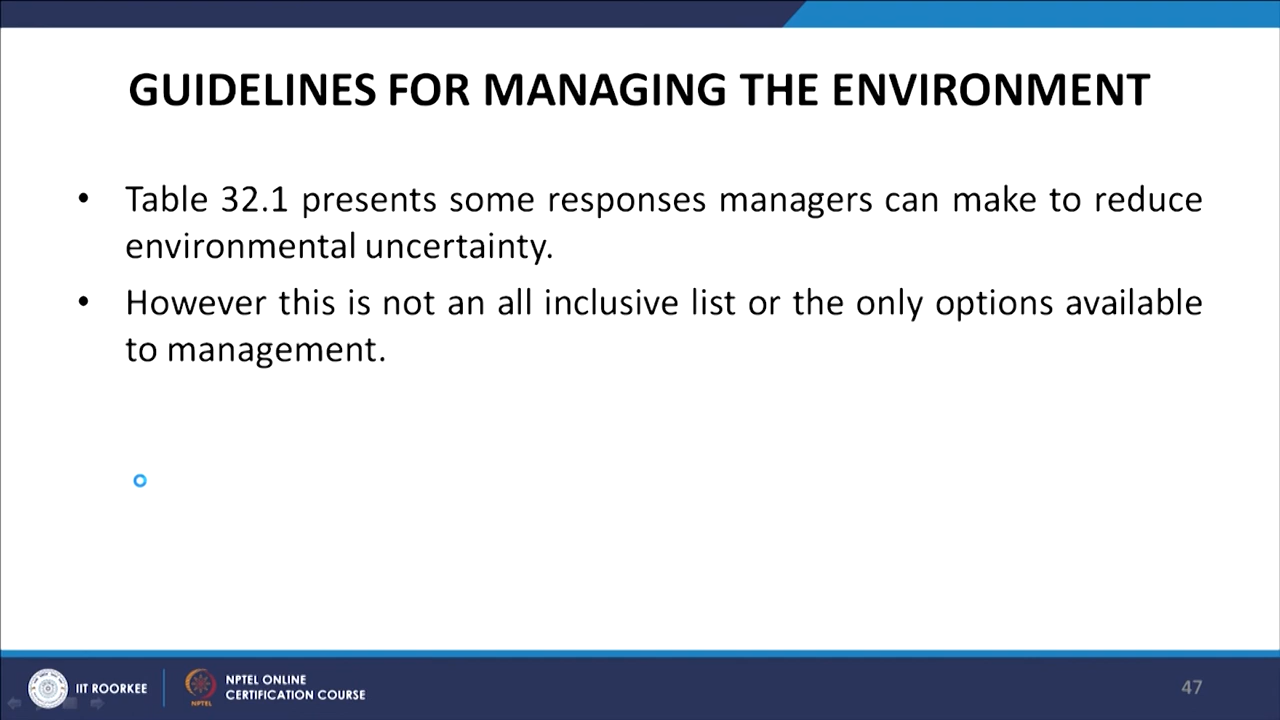 GUIDELINES FOR MANAGING THE ENVIRONMENT
• Table 32.1 presents some responses managers can make to reduce
environmental uncertainty.
• However this is not an all inclusive list or the only options available
to management.
IIT ROORKEE
NPTEL
NPTEL ONLINE
CERTIFICATION COURSE
47